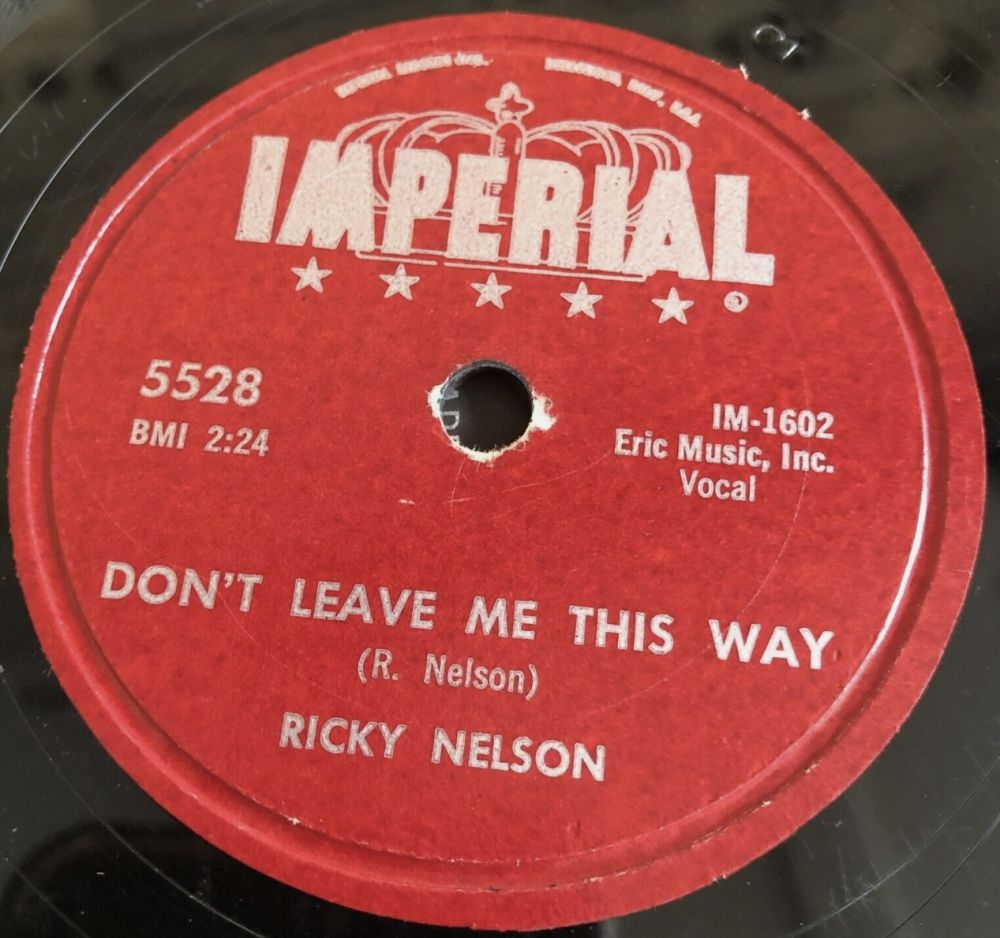 IMPERIAL
5528
BMI 2:24
IM-1602
Eric Music, Inc.
Vocal
DON'T LEAVE ME THIS WAY
(R. Nelson)
RICKY NELSON